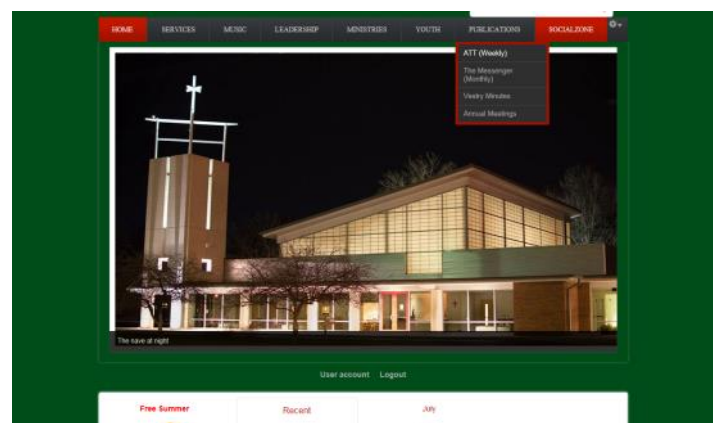 HOME SERVICES MUSIC LEADERSHIP MINISTRIES YOUTH PUBLICATIONS SOCIALZONE
ATT (Weekly)
The Messenger
(Monthly)
Vestry Minutes
Annual Meetings
The nave at night
User account Logout
Free Summer Recent July